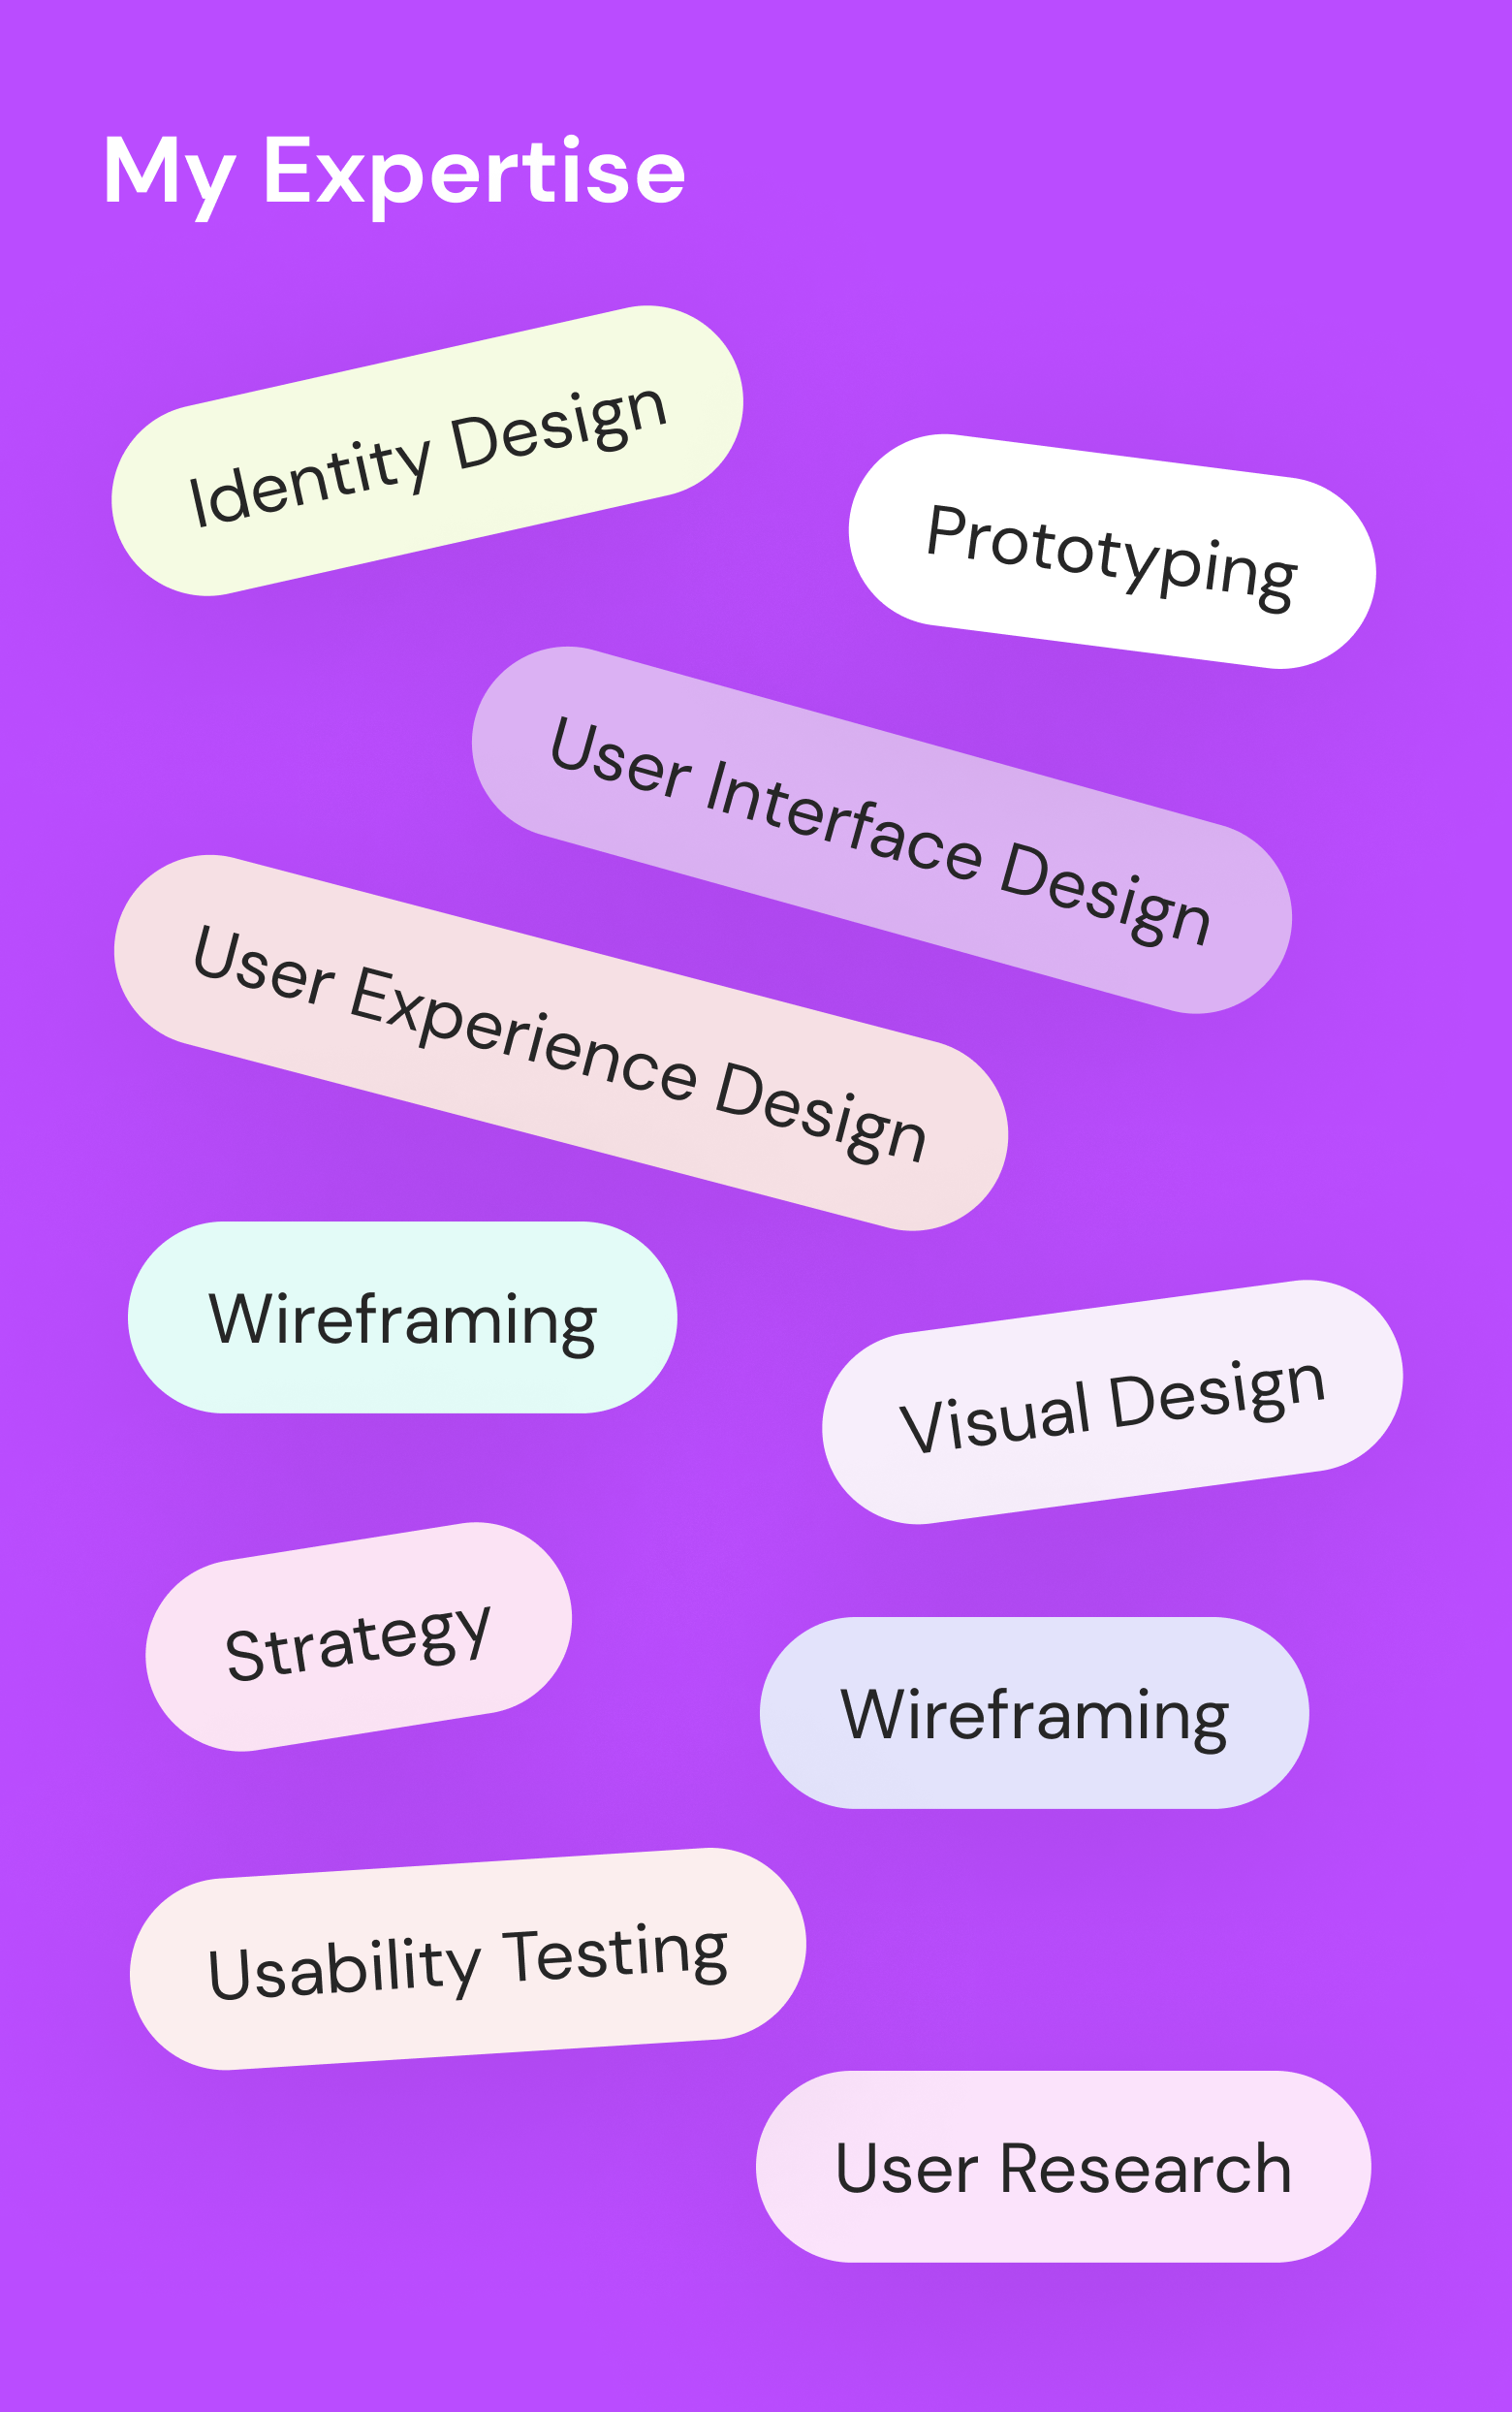 My Expertise
Identity Design
Prototyping
User Interface Design
User Experience Design
Wireframing
Visual Design
Strategy
Wireframing
Usability Testing
User Research